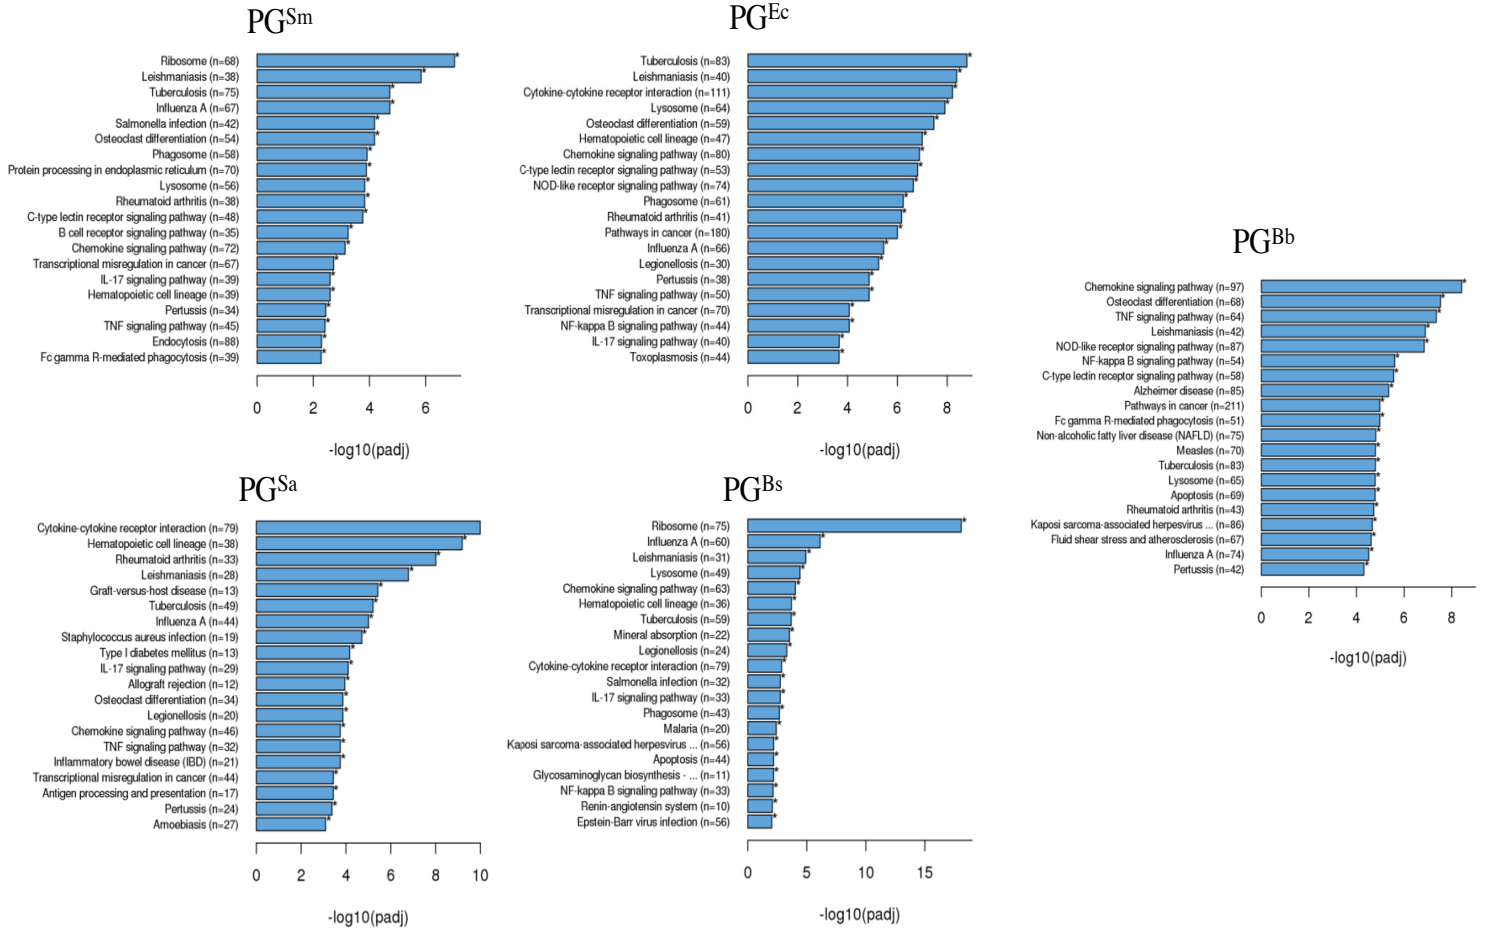 PGSm
Ribosome (n=68)
Leishmaniasis (n=38)
Tuberculosis (n=75)
Influenza A (n=67)
Salmonella infection (n=42)
Osteoclast differentiation (n=54)
Phagosome (n=58)
Protein processing in endoplasmic reticulum (n=70)
Lysosome (n=56)
Rheumatoid arthritis (n=38)
C-type lectin receptor signaling pathway (n=48)
B cell receptor signaling pathway (n=35)
Chemokine signaling pathway (n=72)
Transcriptional misregulation in cancer (n=67)
IL-17 signaling pathway (n=39)
Hematopoietic cell lineage (n=39)
Pertussis (n=34)
TNF signaling pathway (n=45)
Endocytosis (n=88)
Fc gamma R-mediated phagocytosis (n=39)
0 2 4 6
-log10(padj)
PGEc
Tuberculosis (n=83)
Leishmaniasis (n=40)
Cytokine-cytokine receptor interaction (n=111)
Lysosome (n=64)
Osteoclast differentiation (n=59)
Hematopoietic cell lineage (n=47)
Chemokine signaling pathway (n=80)
C-type lectin receptor signaling pathway (n=53)
NOD-like receptor signaling pathway (n=74)
Phagosome (n=61)
Rheumatoid arthritis (n=41)
Pathways in cancer (n=180)
Influenza A (n=66)
Legionellosis (n=30)
Pertussis (n=38)
TNF signaling pathway (n=50)
Transcriptional misregulation in cancer (n=70)
NF-kappa B signaling pathway (n=44)
IL-17 signaling pathway (n=40)
Toxoplasmosis (n=44)
0 2 4 6 8
-log10(padj)
PGBb
Chemokine signaling pathway (n=97)
Osteoclast differentiation (n=68)
TNF signaling pathway (n=64)
Leishmaniasis (n=42)
NOD-like receptor signaling pathway (n=87)
NF-kappa B signaling pathway (n=54)
C-type lectin receptor signaling pathway (n=58)
Alzheimer disease (n=85)
Pathways in cancer (n=211)
Fc gamma R-mediated phagocytosis (n=51)
Non-alcoholic fatty liver disease (NAFLD) (n=75)
Measles (n=70)
Tuberculosis (n=83)
Lysosome (n=65)
Apoptosis (n=69)
Rheumatoid arthritis (n=43)
Kaposi sarcoma-associated herpesvirus ... (n=86)
Fluid shear stress and atherosclerosis (n=67)
Influenza A (n=74)
Pertussis (n=42)
0 2 4 6 8
-log10(padj)
PGSa
Cytokine-cytokine receptor interaction (n=79)
Hematopoietic cell lineage (n=38)
Rheumatoid arthritis (n=33)
Leishmaniasis (n=28)
Graft-versus-host disease (n=13)
Tuberculosis (n=49)
Influenza A (n=44)
Staphylococcus aureus infection (n=19)
Type I diabetes mellitus (n=13)
IL-17 signaling pathway (n=29)
Allograft rejection (n=12)
Osteoclast differentiation (n=34)
Legionellosis (n=20)
Chemokine signaling pathway (n=46)
TNF signaling pathway (n=32)
Inflammatory bowel disease (IBD) (n=21)
Transcriptional misregulation in cancer (n=44)
Antigen processing and presentation (n=17)
Pertussis (n=24)
Amoebiasis (n=27)
0 2 4 6 8 10
-log10(padj)
PGBs
Ribosome (n=75)
Influenza A (n=60)
Leishmaniasis (n=31)
Lysosome (n=49)
Chemokine signaling pathway (n=63)
Hematopoietic cell lineage (n=36)
Tuberculosis (n=59)
Mineral absorption (n=22)
Legionellosis (n=24)
Cytokine-cytokine receptor interaction (n=79)
Salmonella infection (n=32)
IL-17 signaling pathway (n=33)
Phagosome (n=43)
Malaria (n=20)
Kaposi sarcoma-associated herpesvirus ... (n=56)
Apoptosis (n=44)
Glycosaminoglycan biosynthesis - ... (n=11)
NF-kappa B signaling pathway (n=33)
Renin-angiotensin system (n=10)
Epstein-Barr virus infection (n=56)
0 5 10 15
-log10(padj)